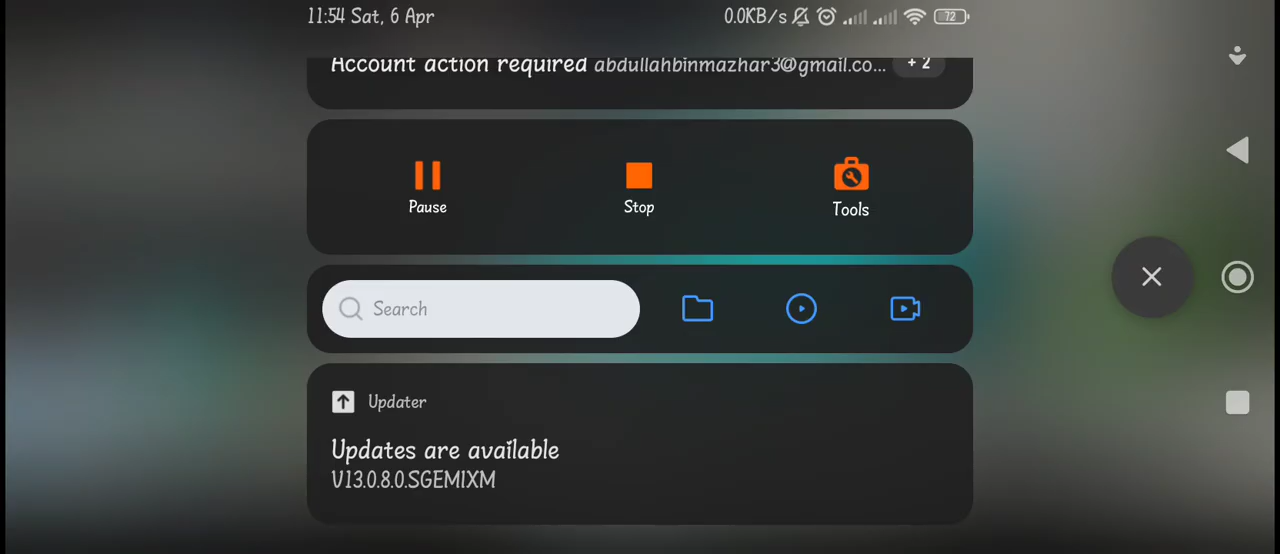 11:54 Sat, 6 Apr 0.0KB/s 72
Account action required abdullahbinmazhar3@gmail.co... + 2
Pause Stop Tools
Search
Updater
Updates are available
V13.0.8.0.SGEMIXM